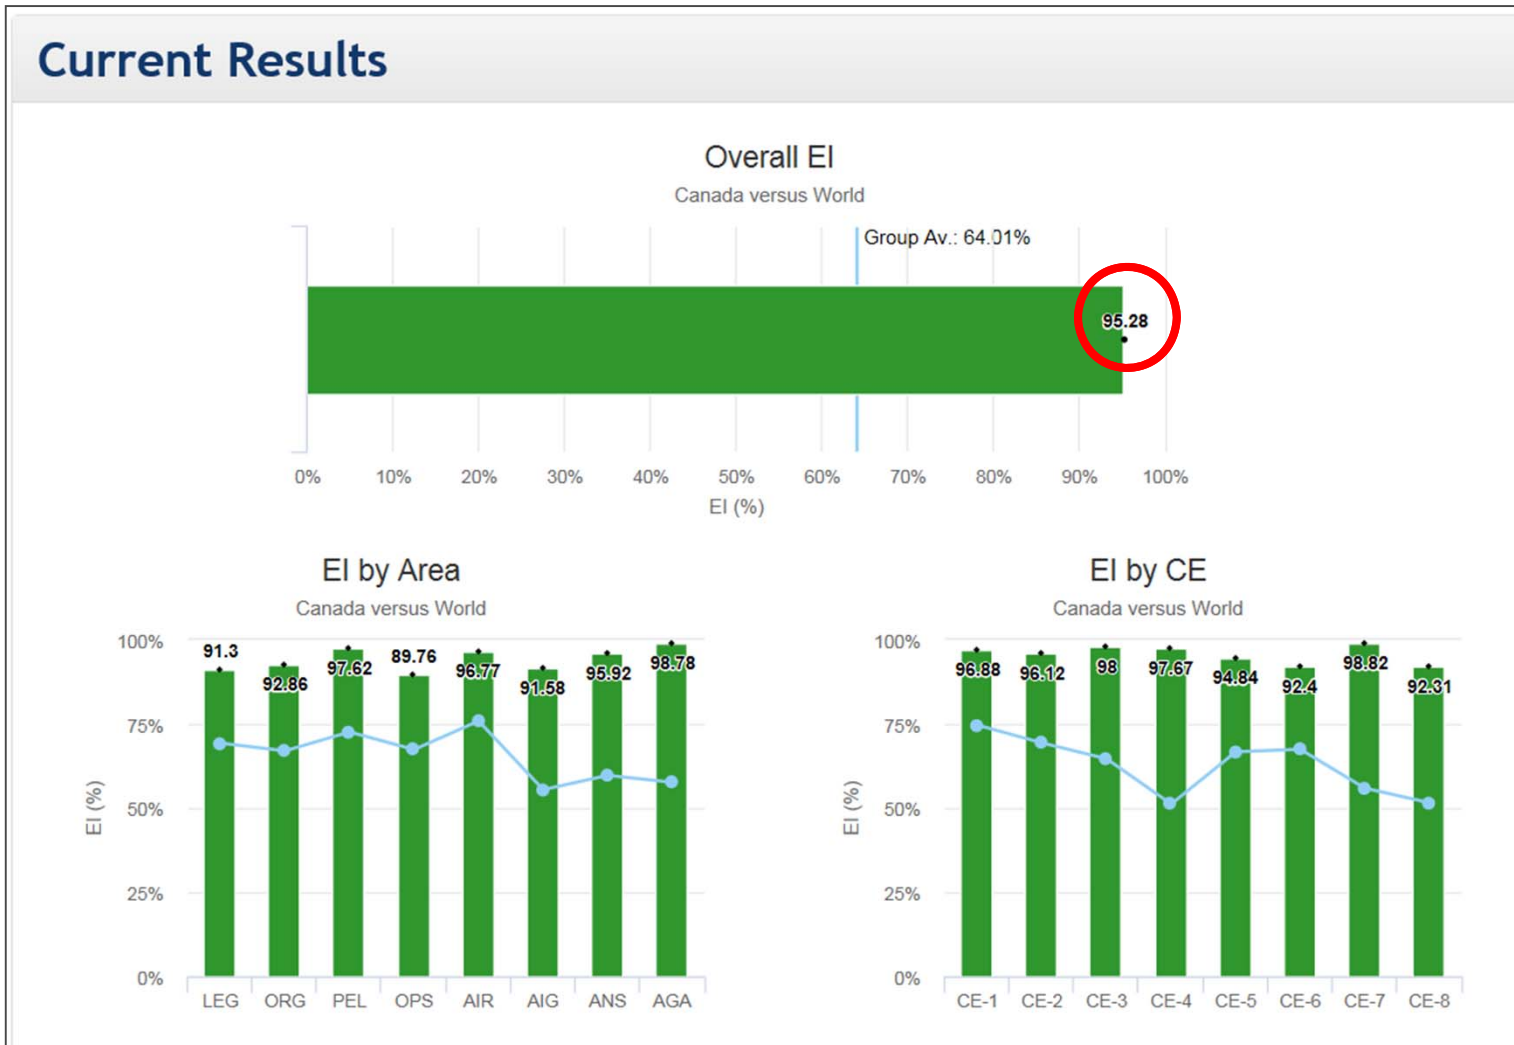 Current Results
Overall EI
Canada versus World
Group Av.: 64.01%
95.28
0% 10% 20% 30% 40% 50% 60% 70% 80% 90% 100%
EI (%)
EI by Area
Canada versus World
100%
75%
50%
25%
0%
EI (%)
91.3 92.86 97.62 89.76 96.77 91.58 95.92 98.78
LEG ORG PEL OPS AIR AIG ANS AGA
EI by CE
Canada versus World
100%
75%
50%
25%
0%
EI (%)
96.88 96.12 98 97.67 94.84 92.4 98.82 92.31
CE-1 CE-2 CE-3 CE-4 CE-5 CE-6 CE-7 CE-8